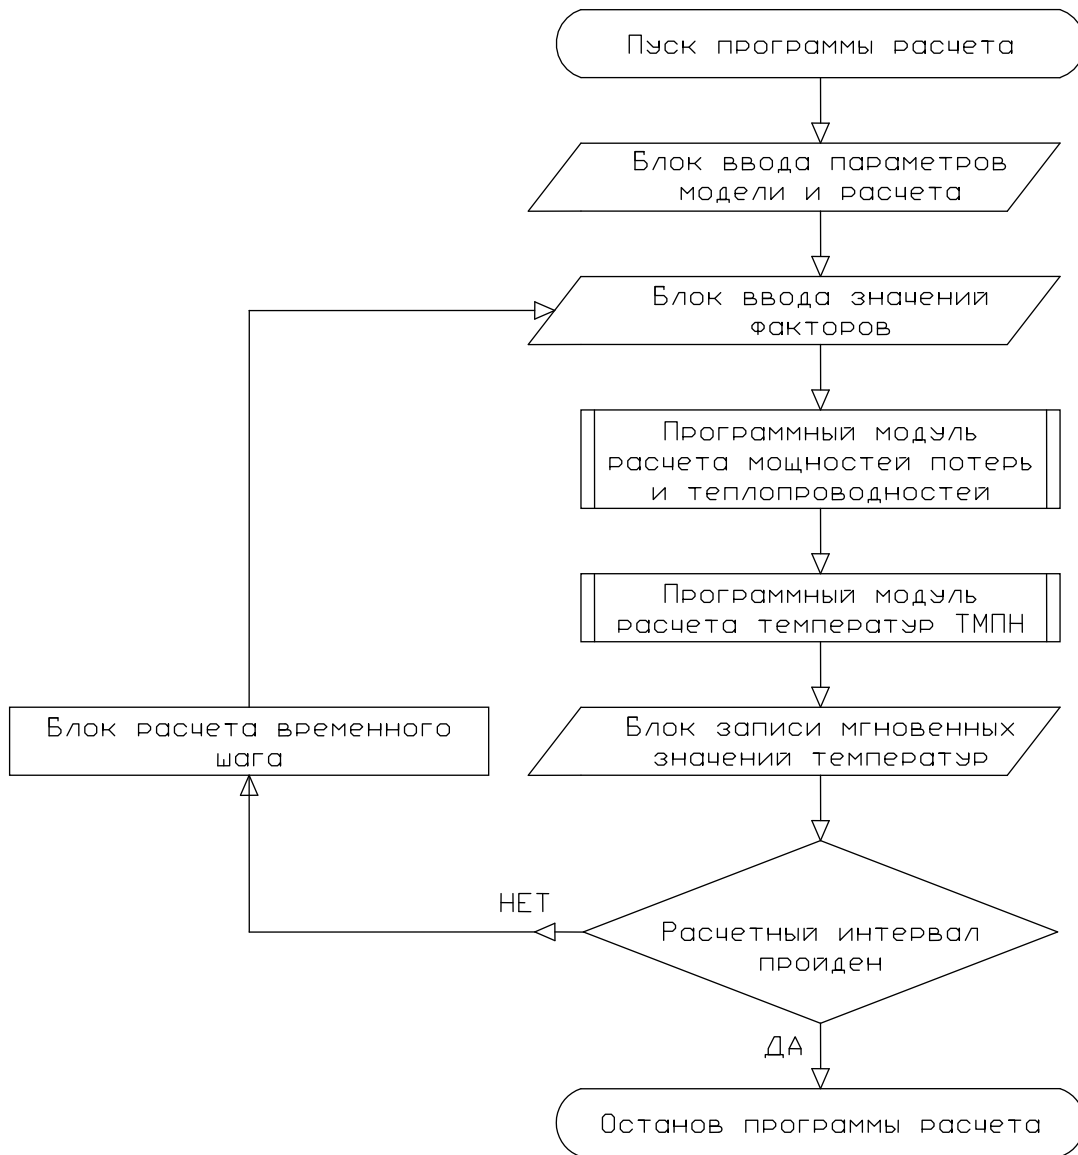 Пуск программы расчета
Блок ввода параметров
модели и расчета
Блок ввода значений
факторов
Программный модуль
расчета мощностей потерь
и теплопроводностей
Программный модуль
расчета температур ТМПН
Блок расчета временного
шага
Блок записи мгновенных
значений температур
НЕТ
Расчетный интервал
пройден
ДА
Останов программы расчета